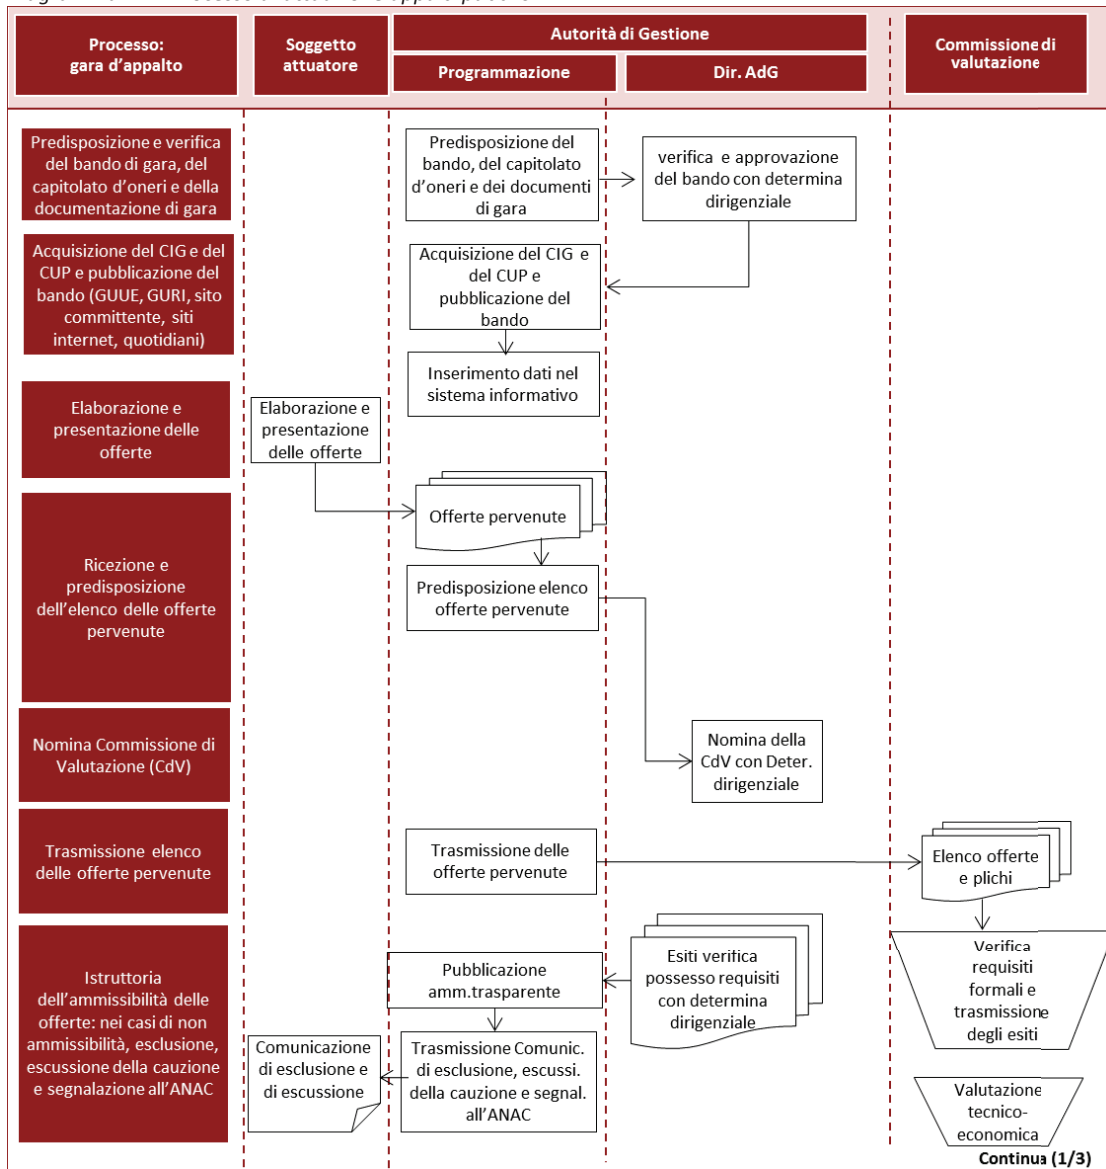 Processo:
gara d'appalto
Soggetto
attuatore
Autorità di Gestione
Programmazione
Dir. AdG
Commissione di
valutazione
Predisposizione e verifica
del bando di gara, del
capitolato d'oneri e della
documentazione di gara
Predisposizione del
bando, del capitolato
d'oneri e dei documenti
di gara
verifica e approvazione
del bando con determina
dirigenziale
Acquisizione del CIG e del
CUP e pubblicazione del
bando (GUUE, GURI, sito
committente, siti
internet, quotidiani)
Acquisizione del CIG e
del CUP e
pubblicazione del
bando
Inserimento dati nel
sistema informativo
Elaborazione e
presentazione delle
offerte
Elaborazione e
presentazione
delle offerte
Ricezione e
predisposizione
dell'elenco delle offerte
pervenute
Offerte pervenute
Predisposizione elenco
offerte pervenute
Nomina Commissione di
Valutazione (CdV)
Nomina della
CdV con Deter.
dirigenziale
Trasmissione elenco
delle offerte pervenute
Trasmissione delle
offerte pervenute
Elenco offerte
e plichi
Istruttoria
dell'ammissibilità delle
offerte: nei casi di non
ammissibilità, esclusione,
escussione della cauzione
e segnalazione all'ANAC
Pubblicazione
amm.trasparente
Esiti verifica
possesso requisiti
con determina
dirigenziale
Verifica
requisiti
formali e
trasmissione
degli esiti
Comunicazione
di esclusione e
di escussione
Trasmissione Comunic.
di esclusione, escussi.
della cauzione e segnal.
all'ANAC
Valutazione
tecnico-
economica
Continua (1/3)